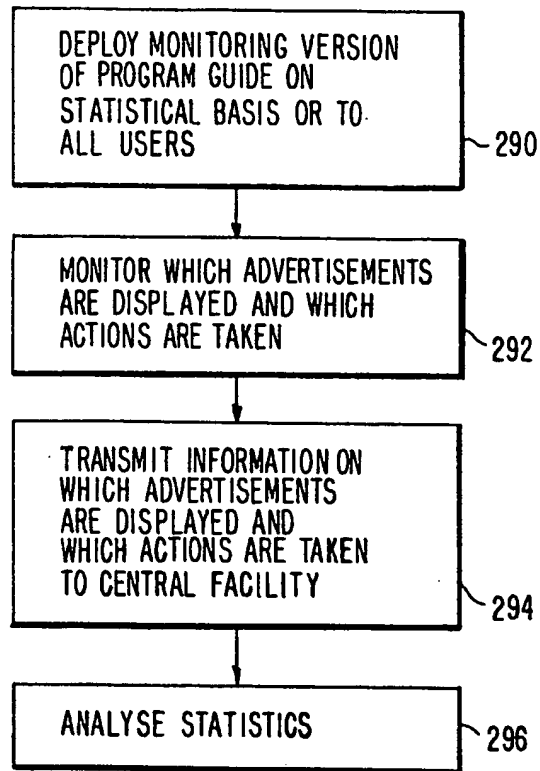 DEPLOY MONITORING VERSION
OF PROGRAM GUIDE ON
STATISTICAL BASIS OR TO
ALL USERS
290
MONITOR WHICH ADVERTISEMENTS
ARE DISPLAYED AND WHICH
ACTIONS ARE TAKEN
292
TRANSMIT INFORMATION ON
WHICH ADVERTISEMENTS
ARE DISPLAYED AND
WHICH ACTIONS ARE TAKEN
TO CENTRAL FACILITY
294
ANALYSE STATISTICS
296